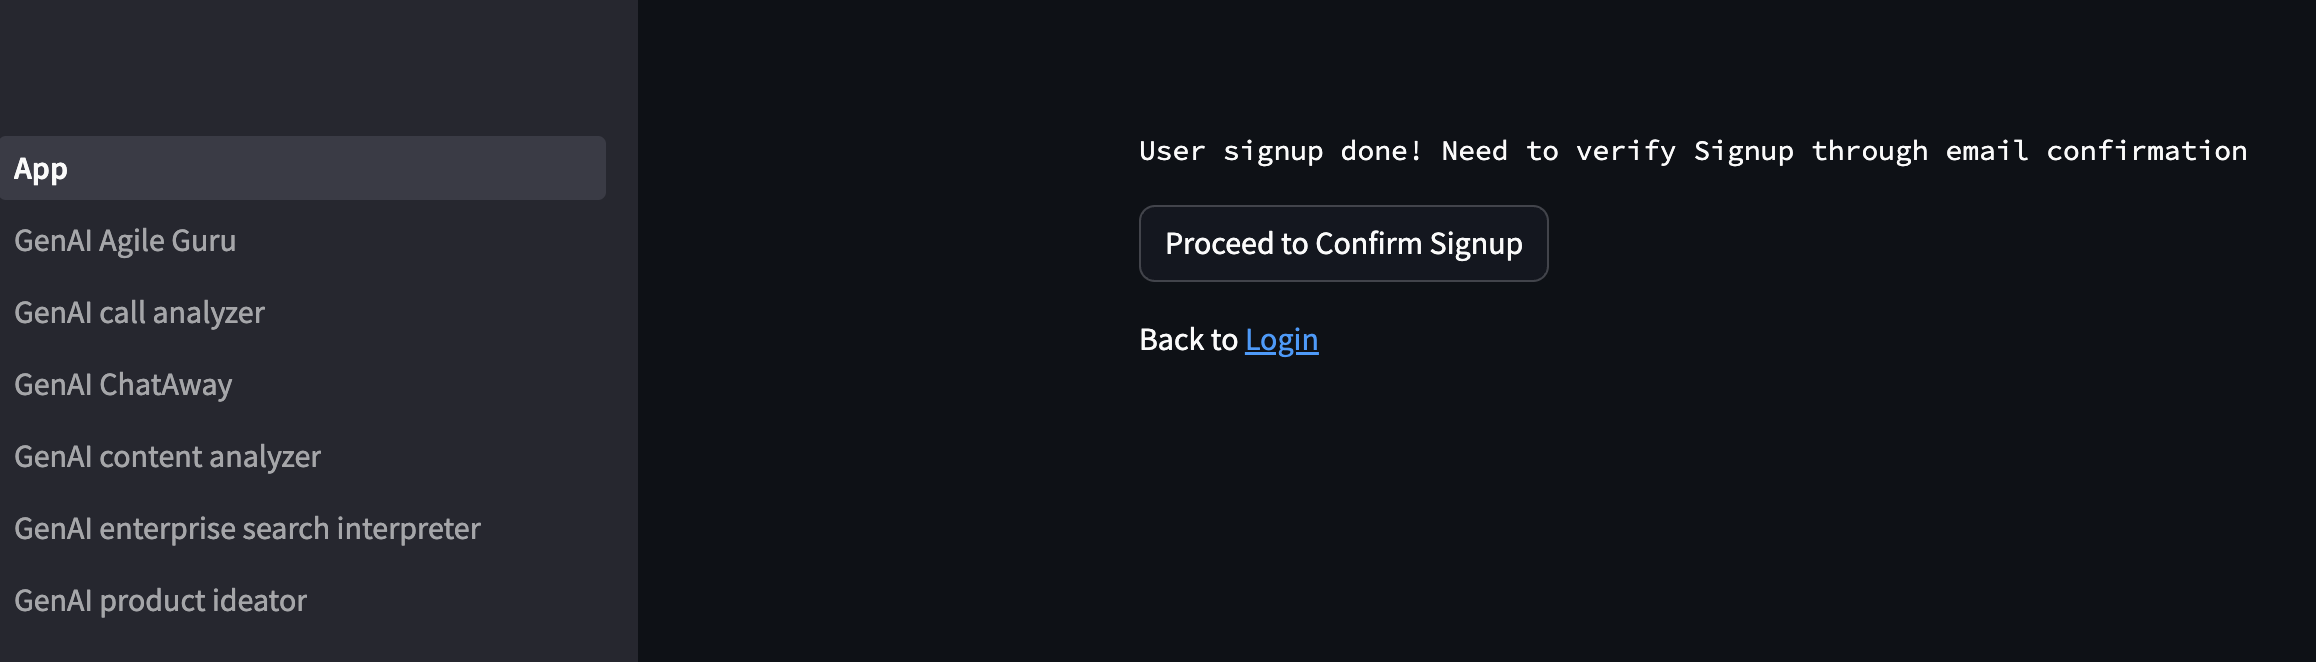 App
GenAI Agile Guru
GenAI call analyzer
GenAI ChatAway
GenAI content analyzer
GenAI enterprise search interpreter
GenAI product ideator
User signup done! Need to verify Signup through email confirmation
Proceed to Confirm Signup
Back to Login